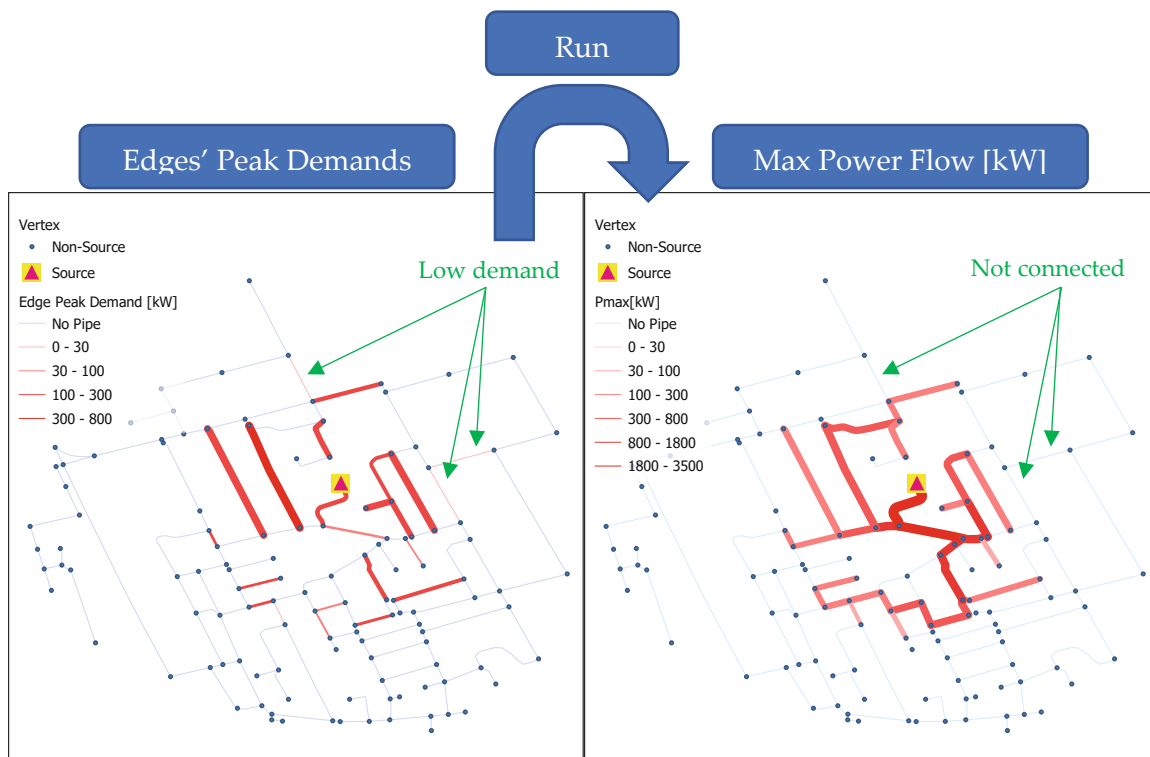 Run
Edges’ Peak Demands
Max Power Flow [kW]
Vertex
Non-Source
Source
Edge Peak Demand [kW]
No Pipe
0 - 30
30 - 100
100 - 300
300 - 800
Low demand
Vertex
Non-Source
Source
Pmax[kW]
No Pipe
0 - 30
30 - 100
100 - 300
300 - 800
800 - 1800
1800 - 3500
Not connected